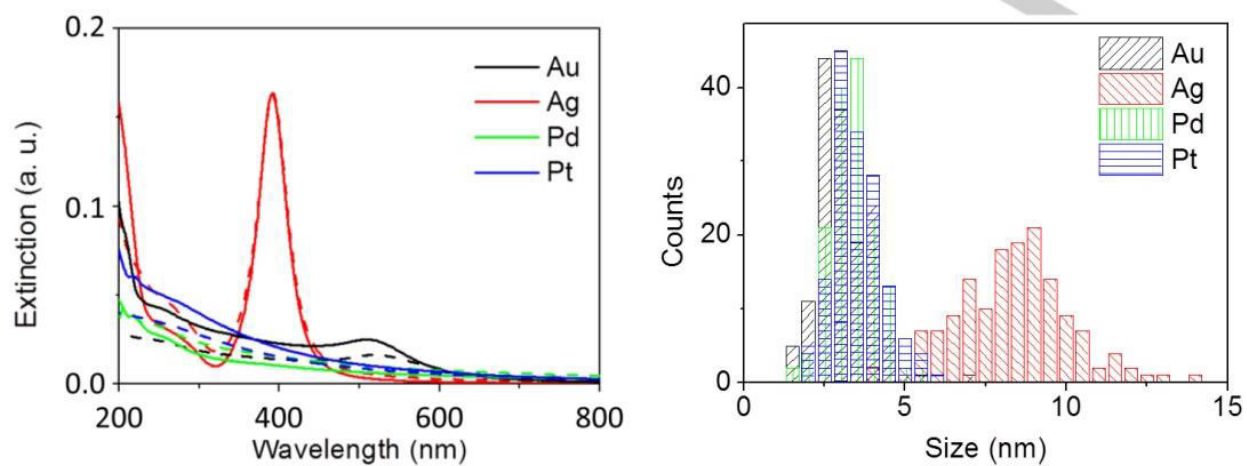 0.2
0.1
0.0
Extinction (a. u.)
Au
Ag
Pd
Pt
200
400
600
800
Wavelength (nm)
40
20
0
Counts
Au
Ag
Pd
Pt
0
5
10
15
Size (nm)